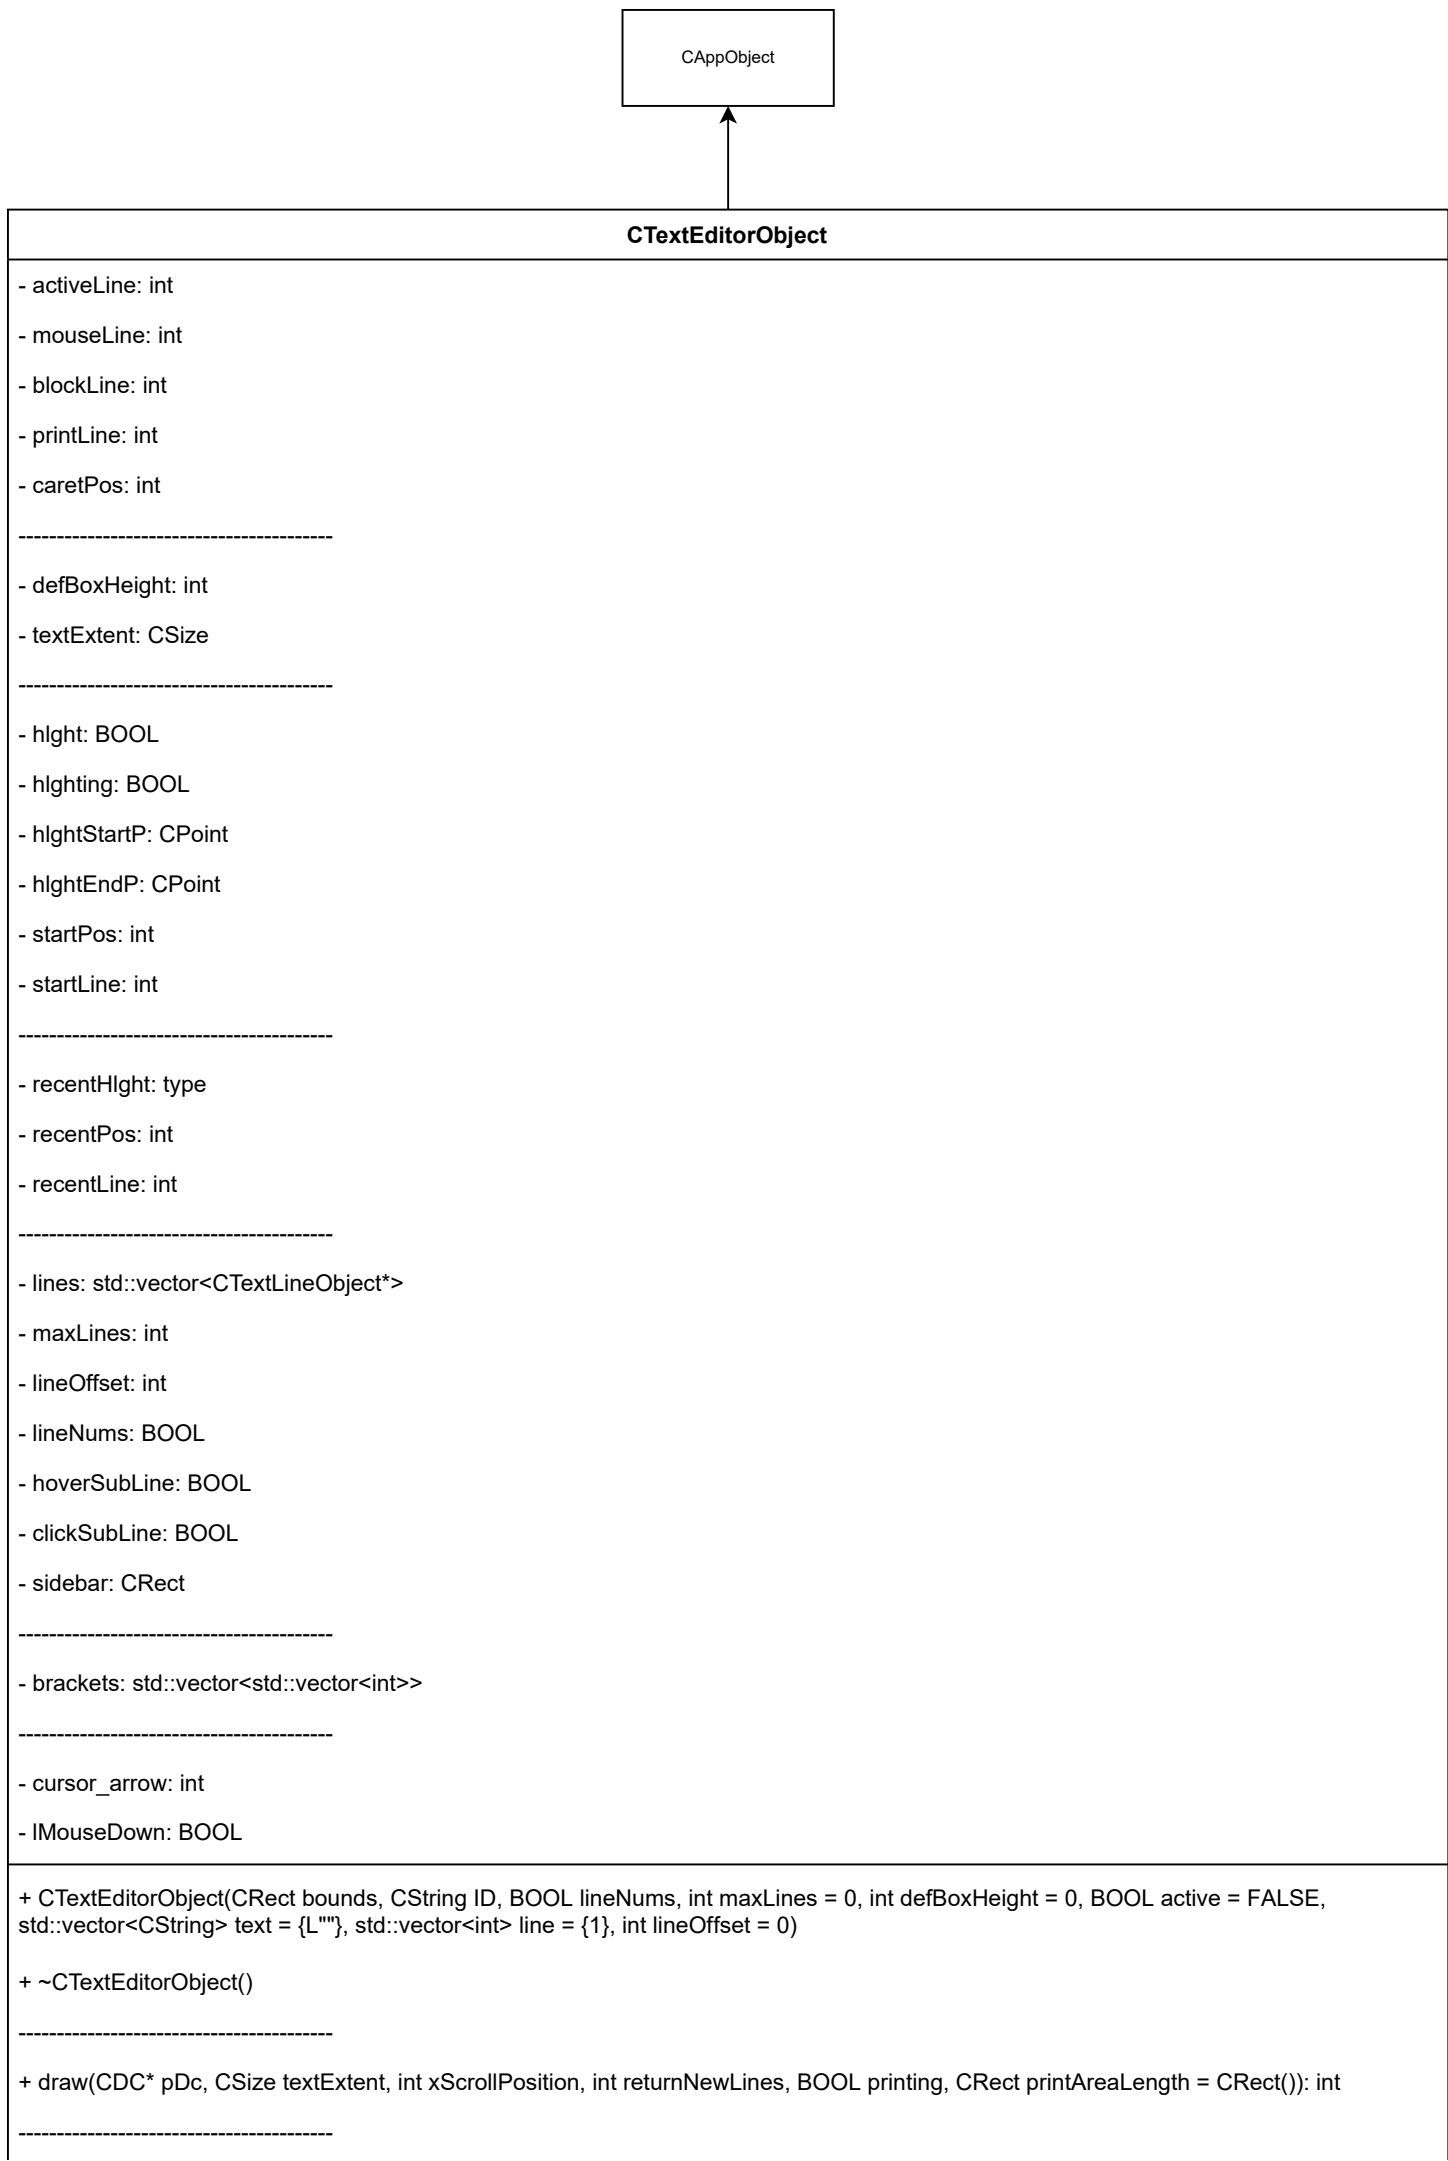 CAppObject
CTextEditorObject
- activeLine: int
- mouseLine: int
- blockLine: int
- printLine: int
- caretPos: int
-----------------------------------------
- defBoxHeight: int
- textExtent: CSize
-----------------------------------------
- hlght: BOOL
- hlghting: BOOL
- hlghtStartP: CPoint
- hlghtEndP: CPoint
- startPos: int
- startLine: int
-----------------------------------------
- recentHlght: type
- recentPos: int
- recentLine: int
-----------------------------------------
- lines: std::vector<CTextLineObject*>
- maxLines: int
- lineOffset: int
- lineNums: BOOL
- hoverSubLine: BOOL
- clickSubLine: BOOL
- sidebar: CRect
-----------------------------------------
- brackets: std::vector<std::vector<int>>
-----------------------------------------
- cursor_arrow: int
- lMouseDown: BOOL
+ CTextEditorObject(CRect bounds, CString ID, BOOL lineNums, int maxLines = 0, int defBoxHeight = 0, BOOL active = FALSE,
std::vector<CString> text = {L""}, std::vector<int> line = {1}, int lineOffset = 0)
+ ~CTextEditorObject()
-----------------------------------------
+ draw(CDC* pDc, CSize textExtent, int xScrollPosition, int returnNewLines, BOOL printing, CRect printAreaLength = CRect()): int
-----------------------------------------